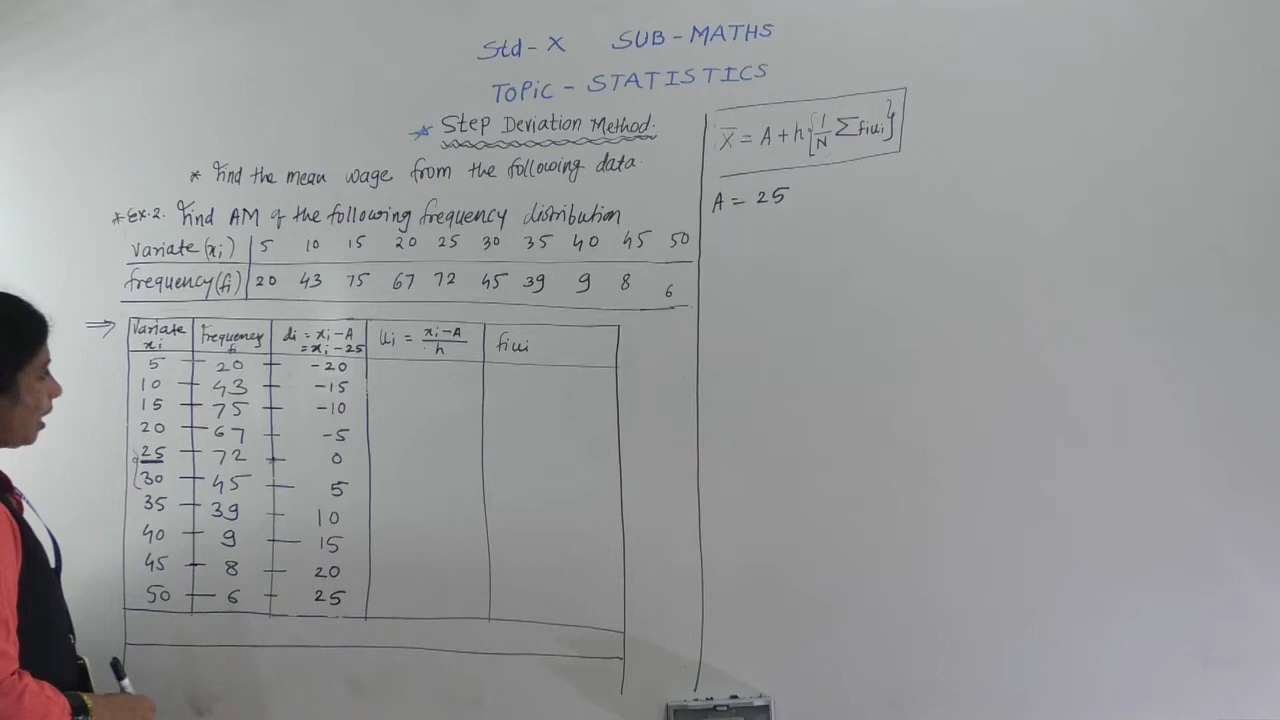 Std - X SUB - MATHS
TOPiC - STATISTICS
* Step Deviation Method.
* Find the mean wage from the following data.
* Ex.2. Find AM of the following frequency distribution
Variate (xi) 5 10 15 20 25 30 35 40 45 50
frequency (fi) 20 43 75 67 72 45 39 9 8 6
⇒ Variate xi Frequency fi di = xi - A = xi - 25 Ui = xi - A / h fiui
5 20 -20
10 43 -15
15 75 -10
20 67 -5
25 72 0
30 45 5
35 39 10
40 9 15
45 8 20
50 6 25
X̄ = A + h {1/N Σfiui}
A = 25